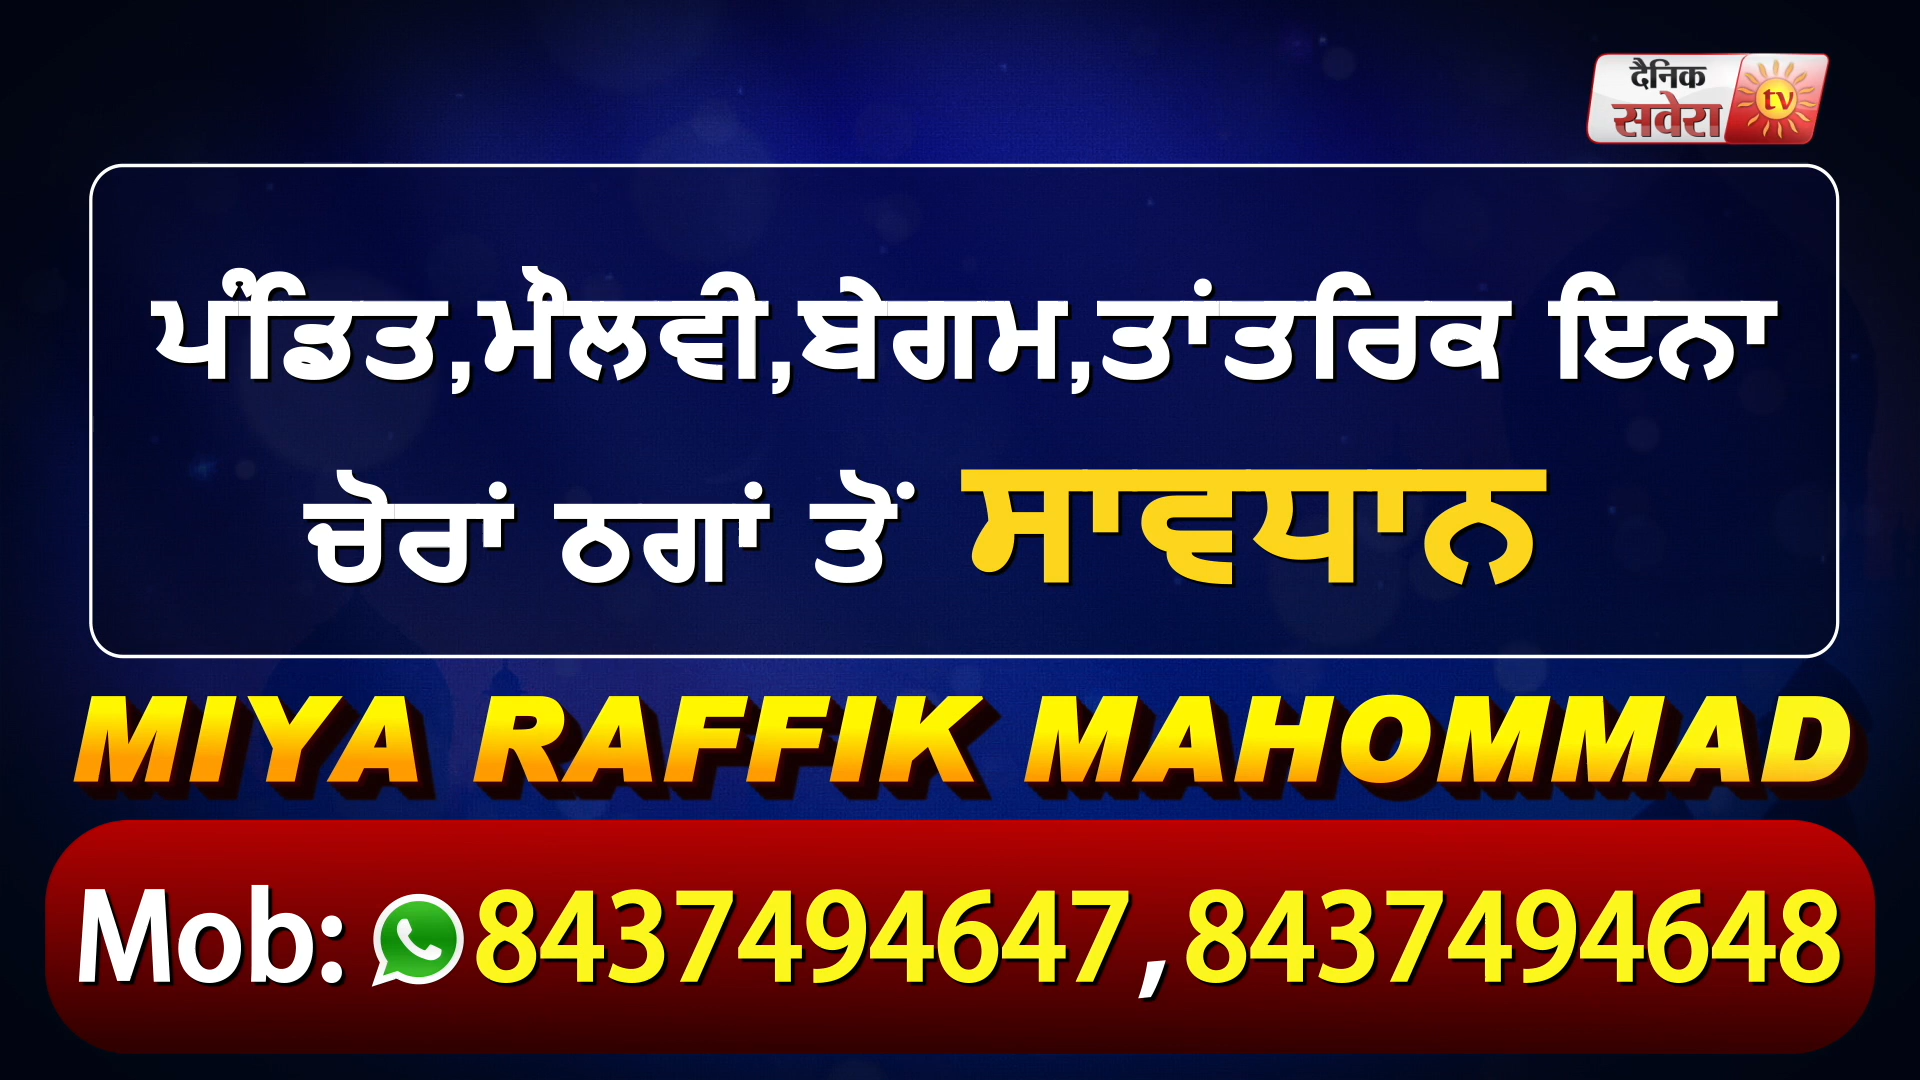 दैनिक
सवेरा tv
ਪੰਡਿਤ,ਮੌਲਵੀ,ਬੇਗਮ,ਤਾਂਤਰਿਕ ਇਨਾ
ਚੋਰਾਂ ਠਗਾਂ ਤੋਂ ਸਾਵਧਾਨ
MIYA RAFFIK MAHOMMAD
Mob: 8437494647, 8437494648